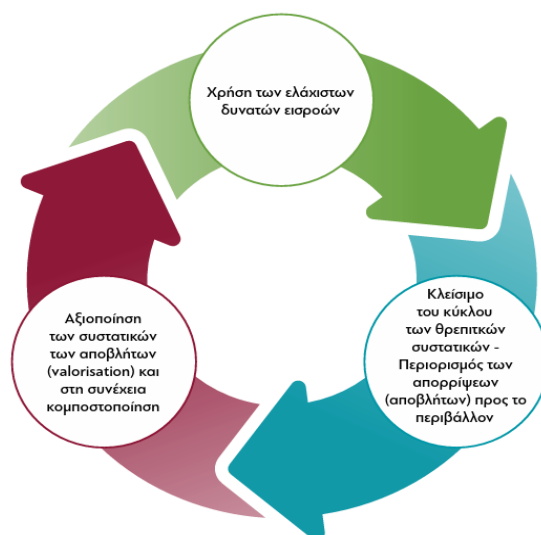 Χρήση των ελάχιστων
δυνατών εισροών
Κλείσιμο
του κύκλου
των θρεπιτκών
συστατικών -
Περιορισμός των
απορρίψεων
(αποβλήτων) προς το
περιβάλλον
Αξιοποίηση
των συστατικών
των αποβλήτων
(valorisation) και
στη συνέχεια
κομποστοποίηση